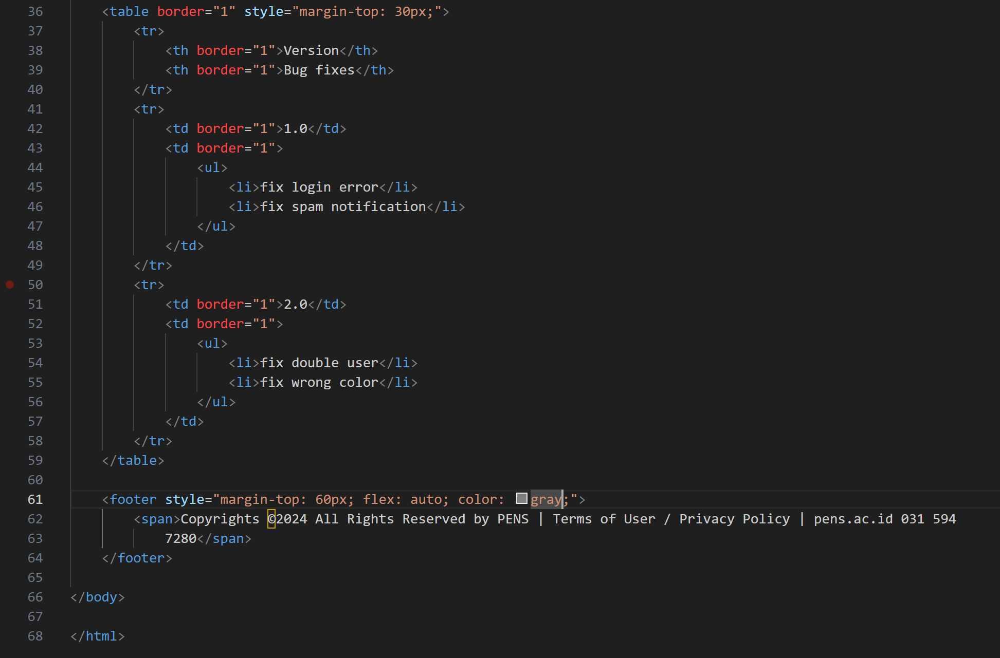 36 <table border="1" style="margin-top: 30px;">
37 <tr>
38 <th border="1">Version</th>
39 <th border="1">Bug fixes</th>
40 </tr>
41 <tr>
42 <td border="1">1.0</td>
43 <td border="1">
44 <ul>
45 <li>fix login error</li>
46 <li>fix spam notification</li>
47 </ul>
48 </td>
49 </tr>
50 <tr>
51 <td border="1">2.0</td>
52 <td border="1">
53 <ul>
54 <li>fix double user</li>
55 <li>fix wrong color</li>
56 </ul>
57 </td>
58 </tr>
59 </table>
60
61 <footer style="margin-top: 60px; flex: auto; color: gray;">
62 <span>Copyrights ©2024 All Rights Reserved by PENS | Terms of User / Privacy Policy | pens.ac.id 031 594
63 7280</span>
64 </footer>
65
66 </body>
67
68 </html>